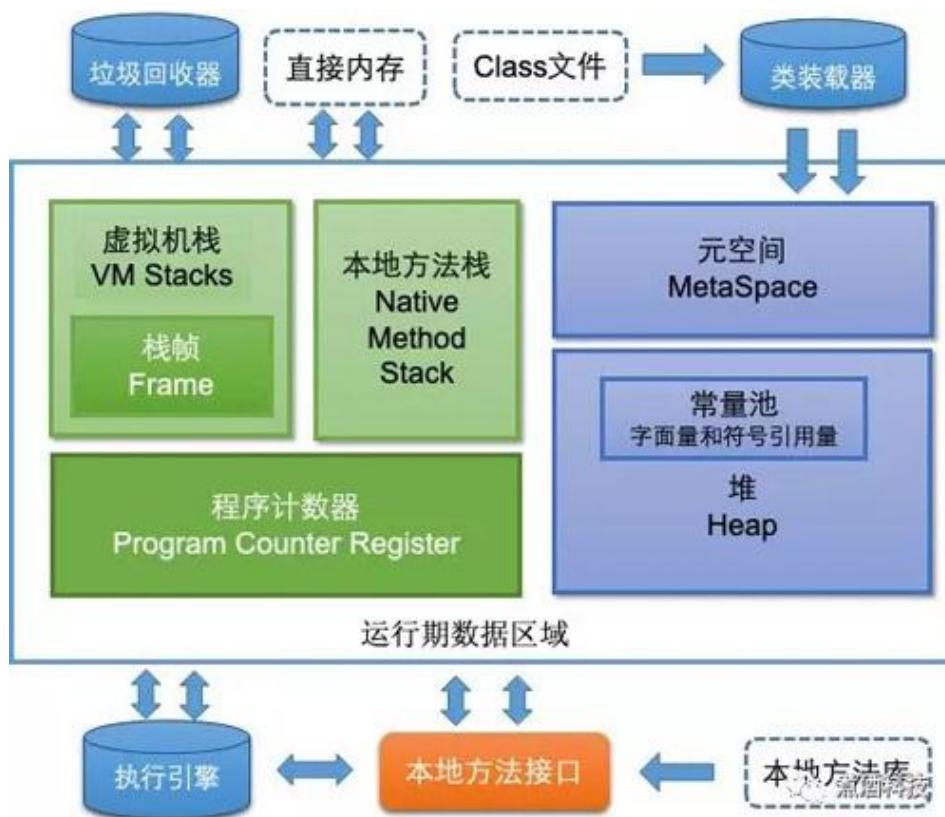 垃圾回收器
直接内存
Class文件
类装载器
虚拟机栈
VM Stacks
栈帧
Frame
本地方法栈
Native
Method
Stack
元空间
MetaSpace
常量池
字面量和符号引用量
堆
Heap
程序计数器
Program Counter Register
运行期数据区域
执行引擎
本地方法接口
本地方法库
煮酒科技